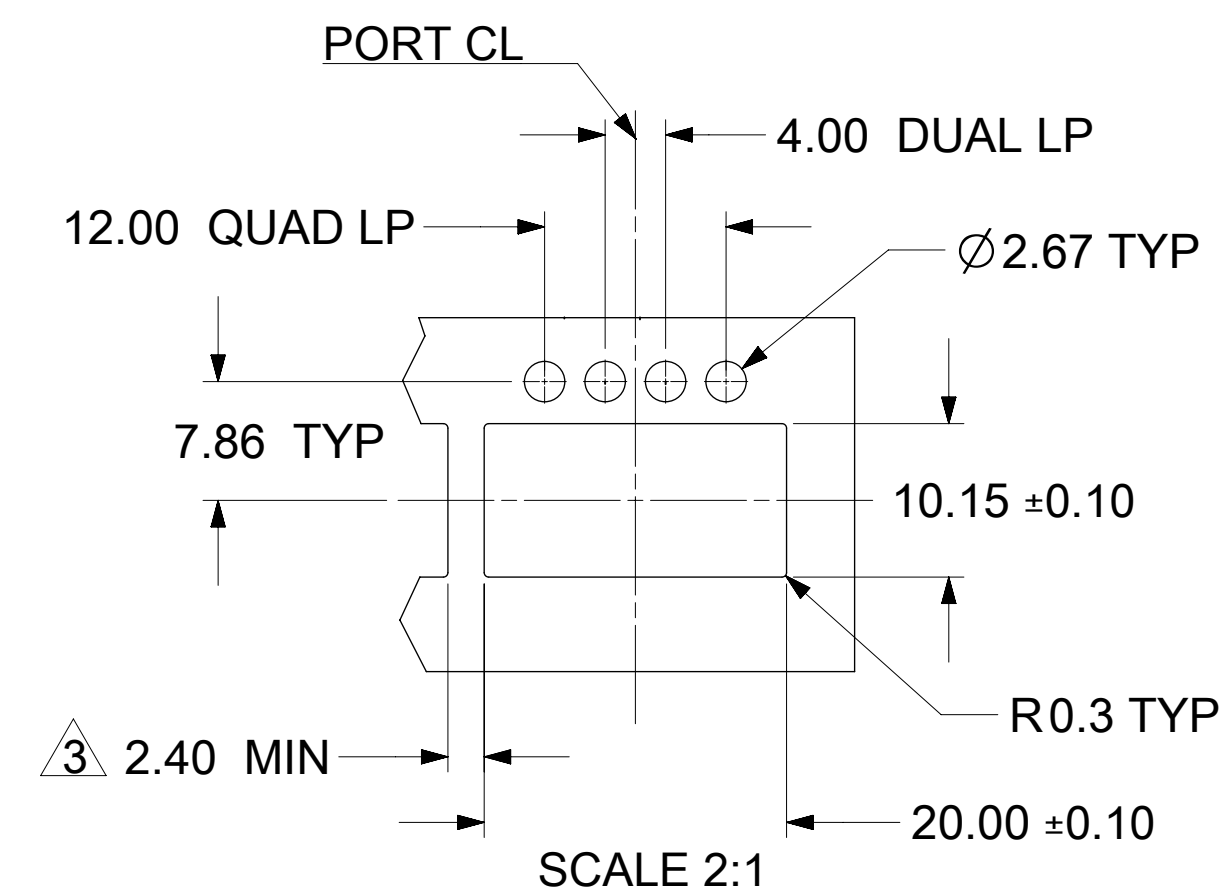 PORT CL
4.00 DUAL LP
12.00 QUAD LP
⌀2.67 TYP
7.86 TYP
10.15 ±0.10
R0.3 TYP
3 2.40 MIN
20.00 ±0.10
SCALE 2:1